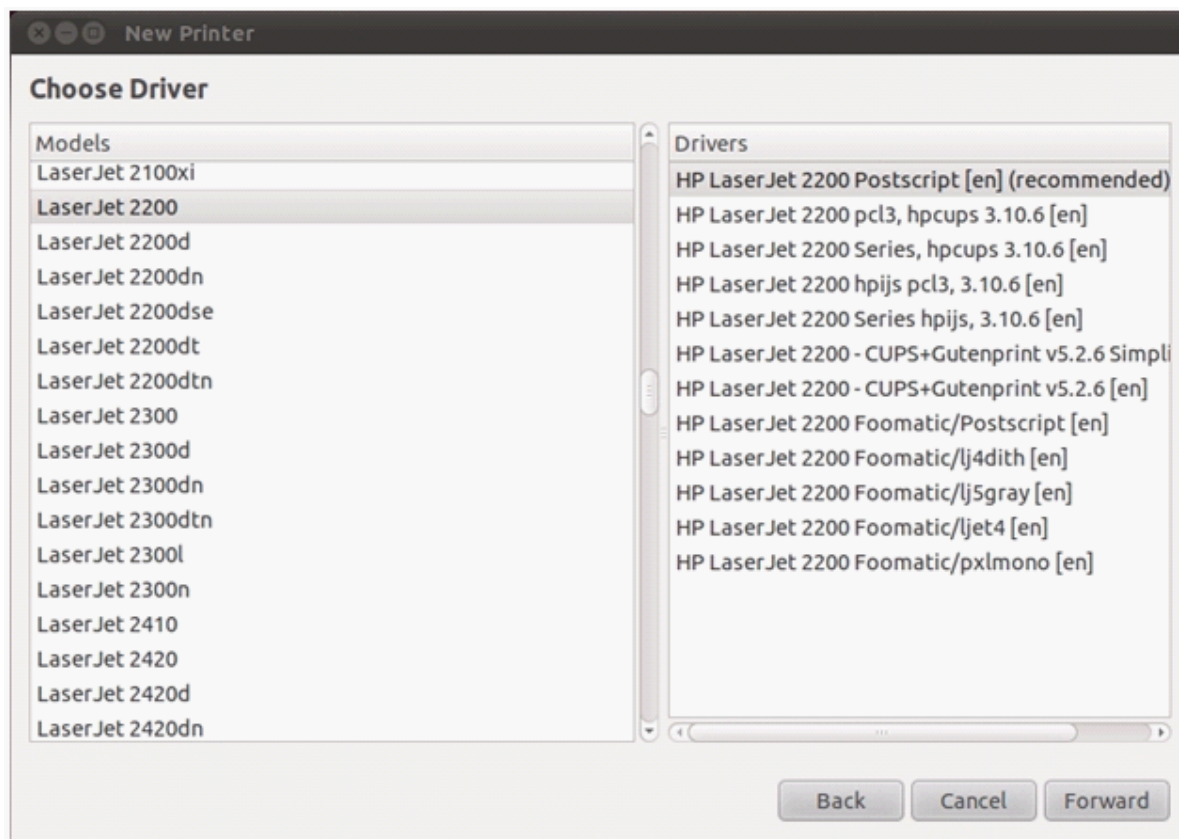 New Printer
Choose Driver
Models
LaserJet 2100xi
LaserJet 2200
LaserJet 2200d
LaserJet 2200dn
LaserJet 2200dse
LaserJet 2200dt
LaserJet 2200dtn
LaserJet 2300
LaserJet 2300d
LaserJet 2300dn
LaserJet 2300dtn
LaserJet 2300l
LaserJet 2300n
LaserJet 2410
LaserJet 2420
LaserJet 2420d
LaserJet 2420dn
Drivers
HP LaserJet 2200 Postscript [en] (recommended)
HP LaserJet 2200 pcl3, hpcups 3.10.6 [en]
HP LaserJet 2200 Series, hpcups 3.10.6 [en]
HP LaserJet 2200 hpijs pcl3, 3.10.6 [en]
HP LaserJet 2200 Series hpijs, 3.10.6 [en]
HP LaserJet 2200 - CUPS+Gutenprint v5.2.6 Simpli
HP LaserJet 2200 - CUPS+Gutenprint v5.2.6 [en]
HP LaserJet 2200 Foomatic/Postscript [en]
HP LaserJet 2200 Foomatic/lj4dith [en]
HP LaserJet 2200 Foomatic/lj5gray [en]
HP LaserJet 2200 Foomatic/ljet4 [en]
HP LaserJet 2200 Foomatic/pxlmono [en]
Back Cancel Forward